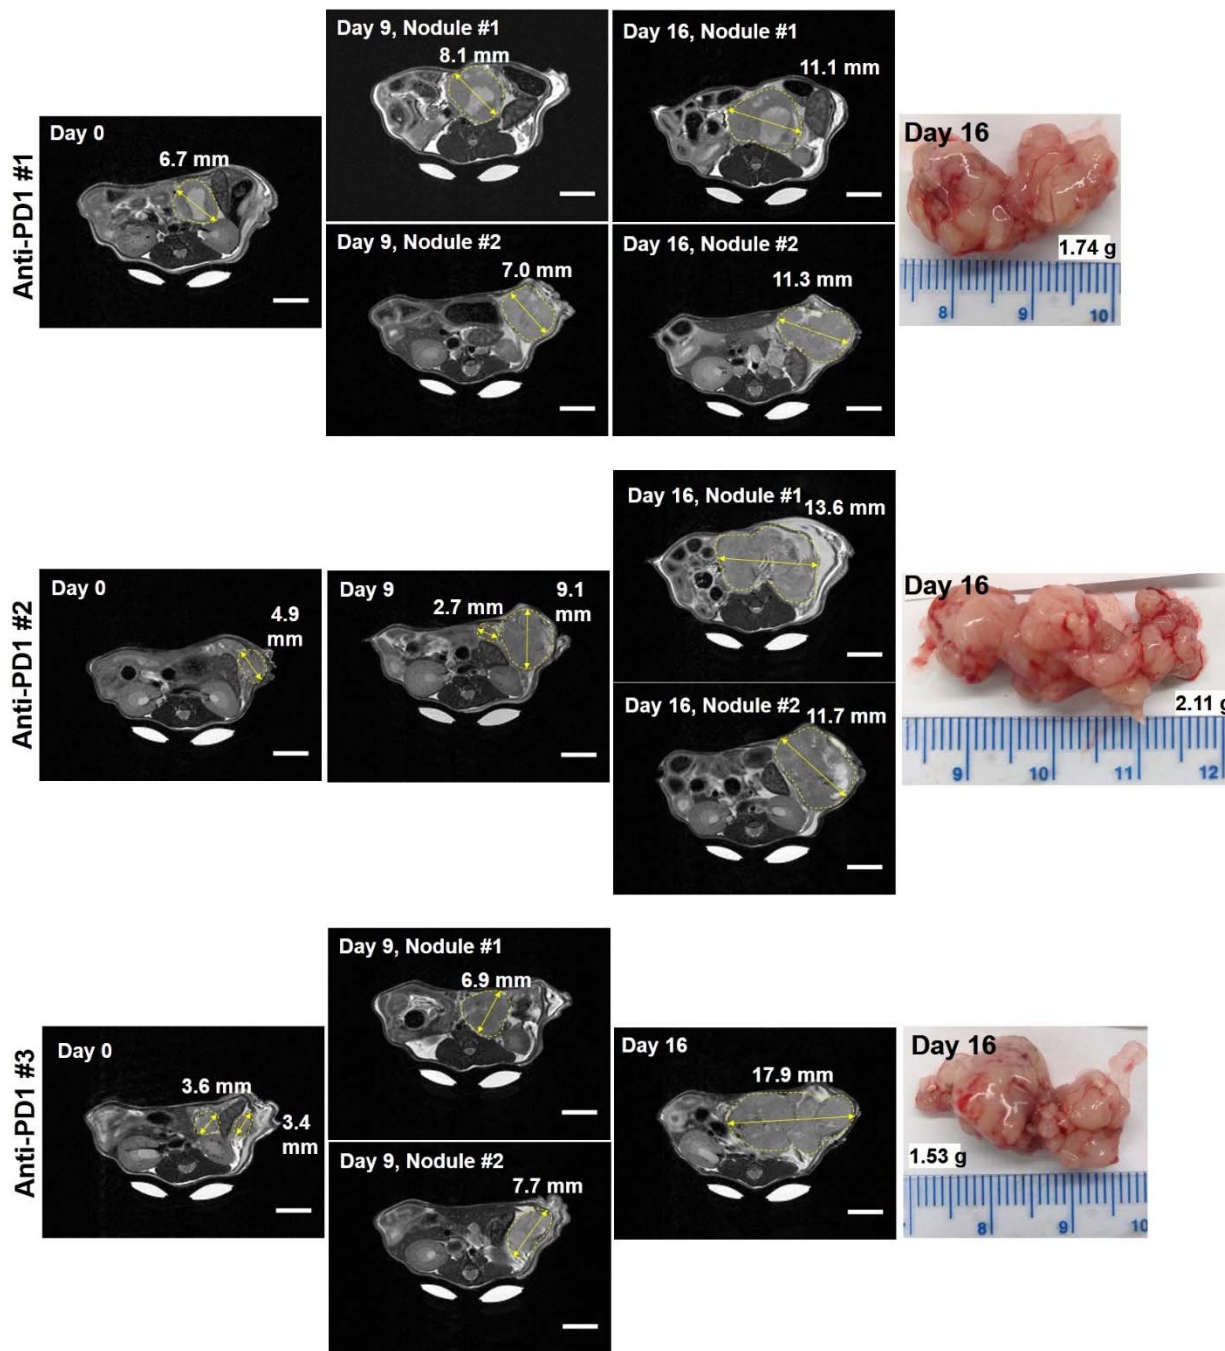 Anti-PD1 #1
Day 0
6.7 mm
Day 9, Nodule #1
8.1 mm
Day 16, Nodule #1
11.1 mm
Day 9, Nodule #2
7.0 mm
Day 16, Nodule #2
11.3 mm
Day 16
1.74 g
8 9 10
Anti-PD1 #2
Day 0
4.9
mm
Day 9
2.7 mm
9.1
mm
Day 16, Nodule #1
13.6 mm
Day 16, Nodule #2
11.7 mm
Day 16
2.11 g
9 10 11 12
Anti-PD1 #3
Day 0
3.6 mm
3.4
mm
Day 9, Nodule #1
6.9 mm
Day 9, Nodule #2
7.7 mm
Day 16
17.9 mm
Day 16
1.53 g
8 9 10